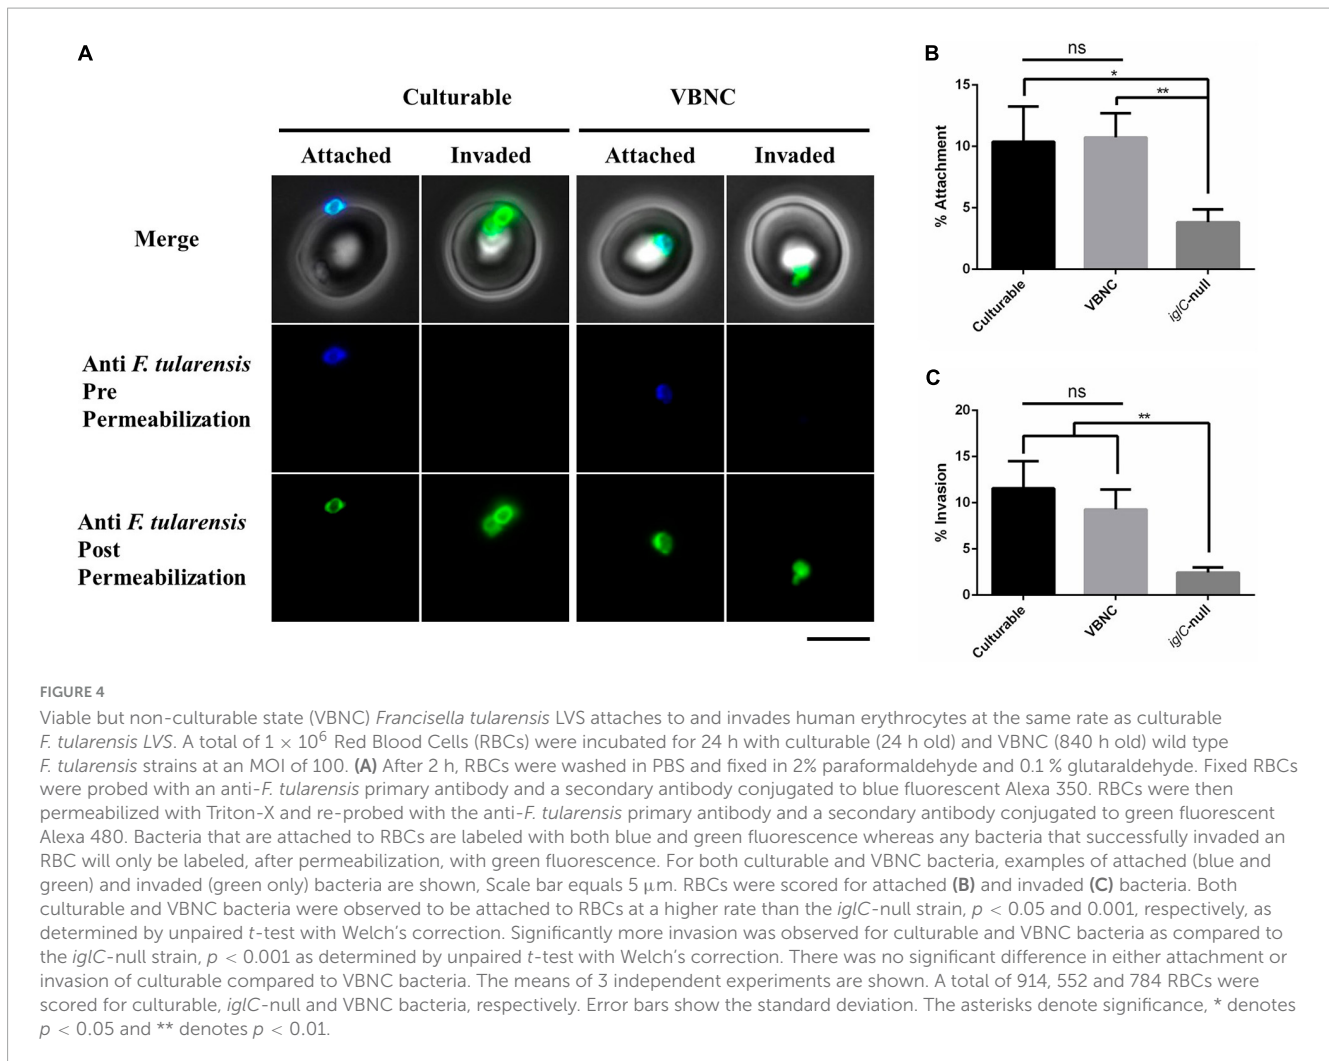 A
Culturable VBNC
Attached Invaded Attached Invaded
Merge
Anti F. tularensis
Pre
Permeabilization
Anti F. tularensis
Post
Permeabilization
B
ns
*
**
15
10
5
0
% Attachment
Culturable
VBNC
iglC-null
C
ns
**
20
15
10
5
0
% Invasion
Culturable
VBNC
iglC-null
FIGURE 4
Viable but non-culturable state (VBNC) Francisella tularensis LVS attaches to and invades human erythrocytes at the same rate as culturable
F. tularensis LVS. A total of 1 × 10⁶ Red Blood Cells (RBCs) were incubated for 24 h with culturable (24 h old) and VBNC (840 h old) wild type
F. tularensis strains at an MOI of 100. (A) After 2 h, RBCs were washed in PBS and fixed in 2% paraformaldehyde and 0.1 % glutaraldehyde. Fixed RBCs
were probed with an anti-F. tularensis primary antibody and a secondary antibody conjugated to blue fluorescent Alexa 350. RBCs were then
permeabilized with Triton-X and re-probed with the anti-F. tularensis primary antibody and a secondary antibody conjugated to green fluorescent
Alexa 480. Bacteria that are attached to RBCs are labeled with both blue and green fluorescence whereas any bacteria that successfully invaded an
RBC will only be labeled, after permeabilization, with green fluorescence. For both culturable and VBNC bacteria, examples of attached (blue and
green) and invaded (green only) bacteria are shown, Scale bar equals 5 μm. RBCs were scored for attached (B) and invaded (C) bacteria. Both
culturable and VBNC bacteria were observed to be attached to RBCs at a higher rate than the iglC-null strain, p < 0.05 and 0.001, respectively, as
determined by unpaired t-test with Welch's correction. Significantly more invasion was observed for culturable and VBNC bacteria as compared to
the iglC-null strain, p < 0.001 as determined by unpaired t-test with Welch's correction. There was no significant difference in either attachment or
invasion of culturable compared to VBNC bacteria. The means of 3 independent experiments are shown. A total of 914, 552 and 784 RBCs were
scored for culturable, iglC-null and VBNC bacteria, respectively. Error bars show the standard deviation. The asterisks denote significance, * denotes
p < 0.05 and ** denotes p < 0.01.